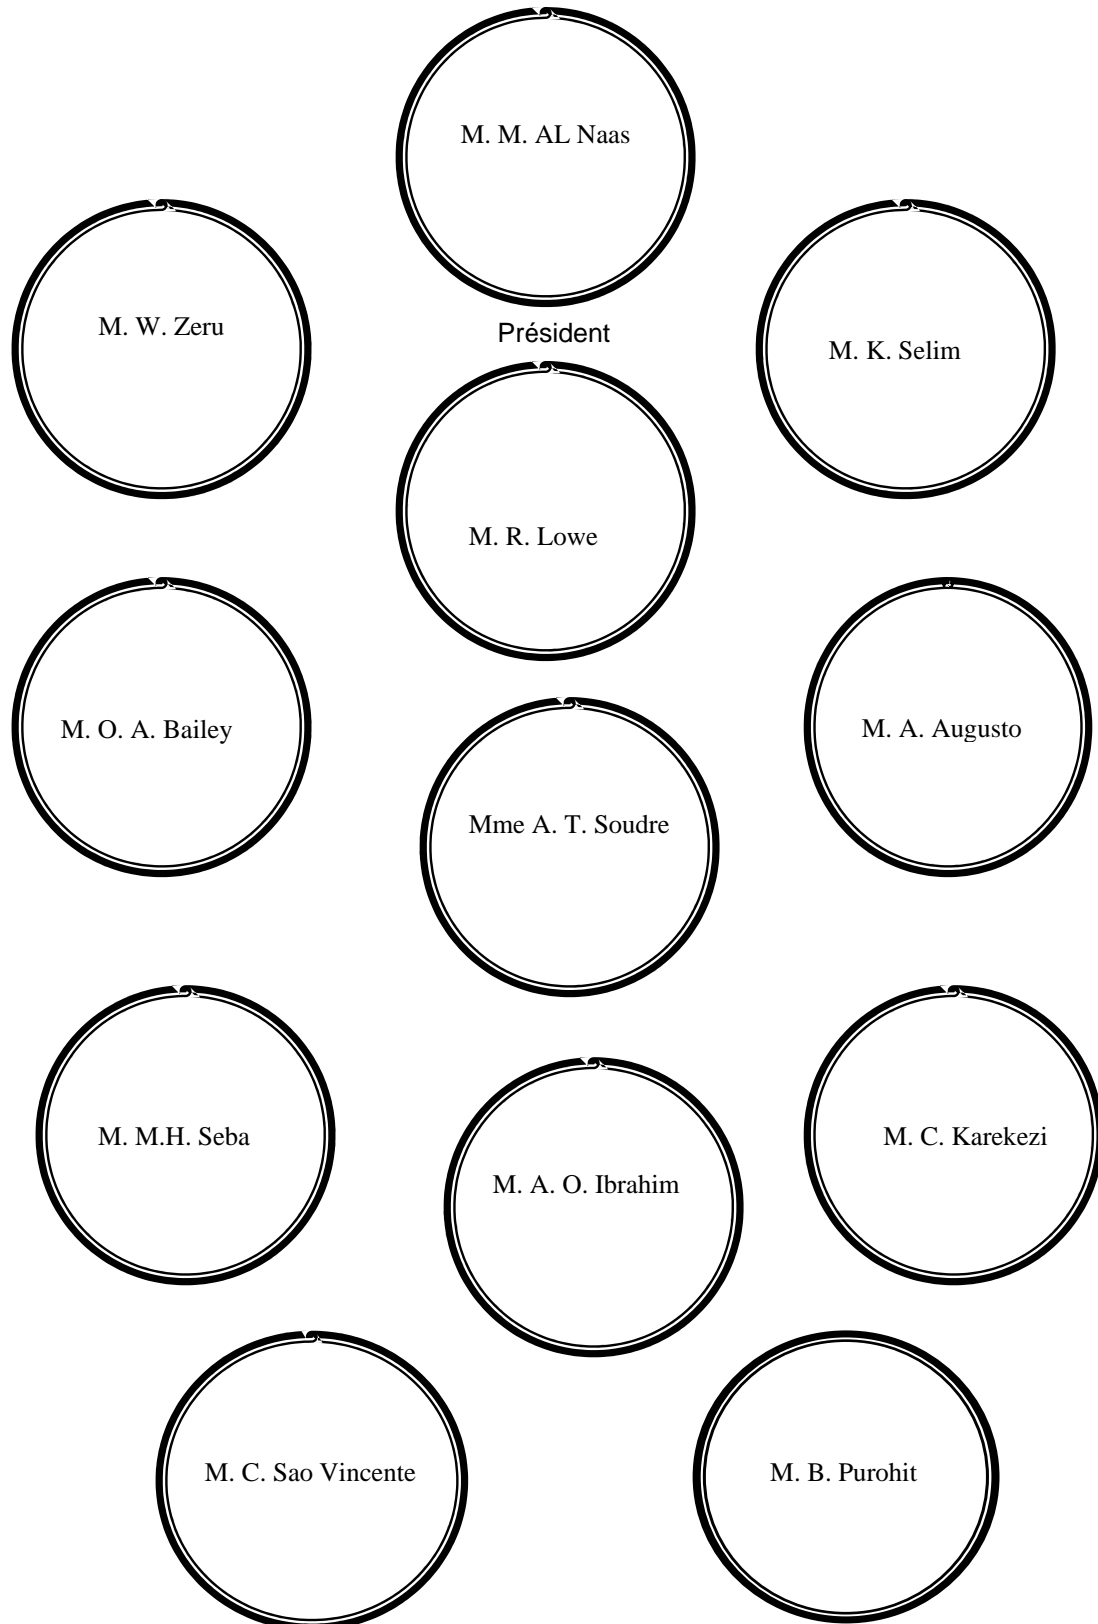 M. M. AL Naas
Président
M. W. Zeru
M. K. Selim
M. R. Lowe
M. O. A. Bailey
M. A. Augusto
Mme A. T. Soudre
M. M.H. Seba
M. C. Karekezi
M. A. O. Ibrahim
M. C. Sao Vincente
M. B. Purohit